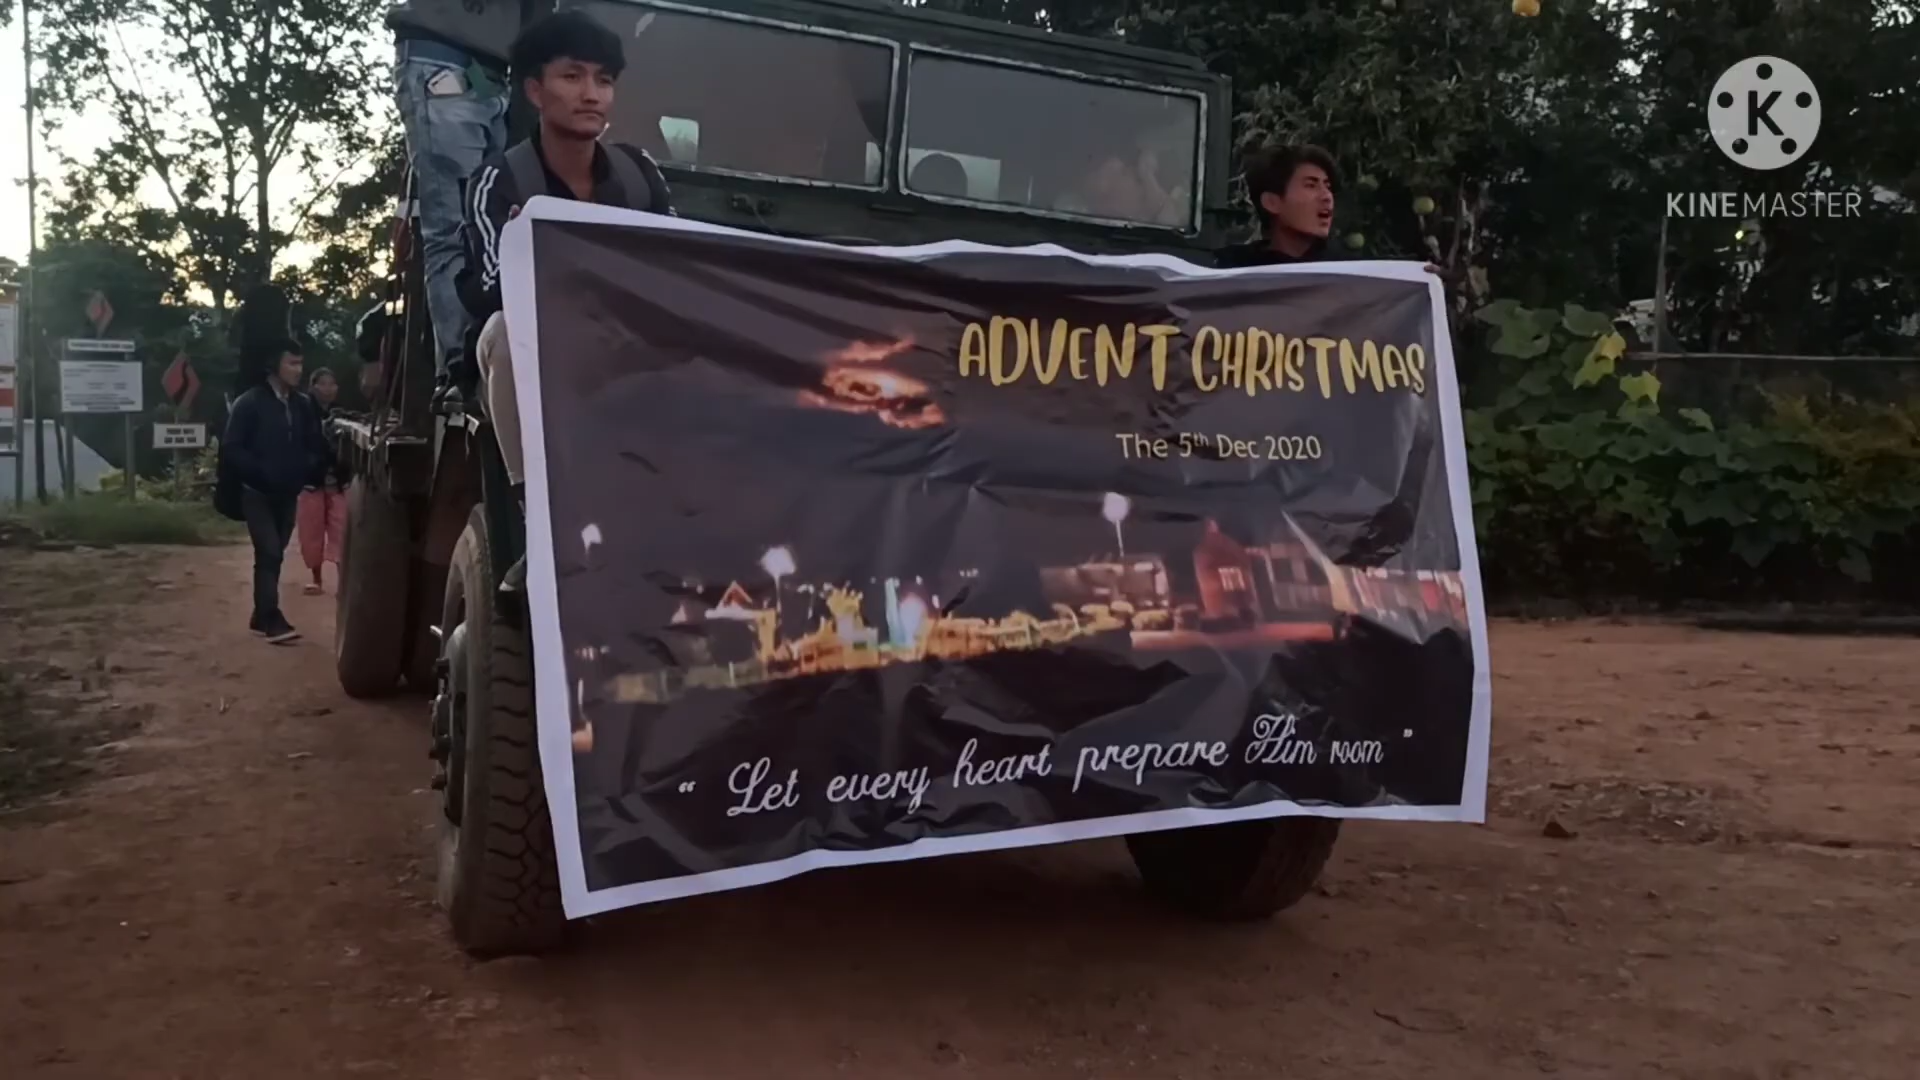 K
KINEMASTER
ADVENT CHRISTMAS
The 5th Dec 2020
“ Let every heart prepare Him room ”